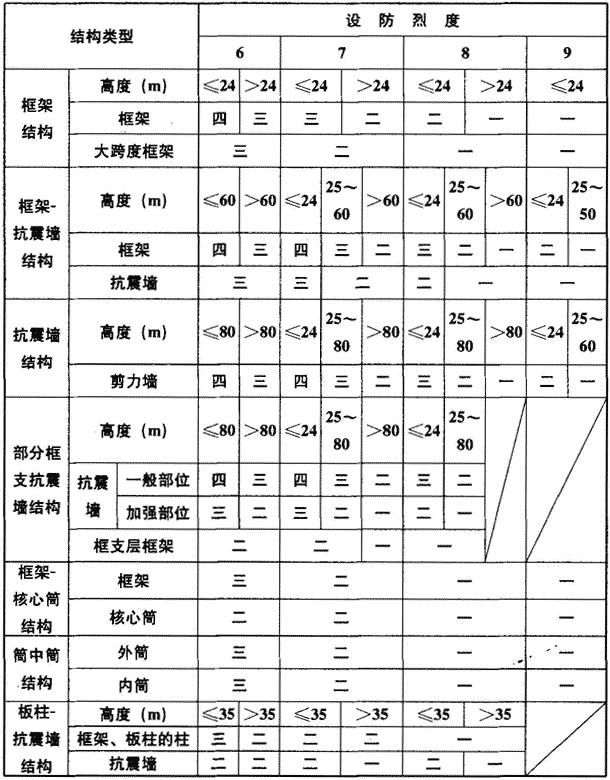 结构类型 设防烈度
6 7 8 9
框架结构 高度（m） ≤24 >24 ≤24 >24 ≤24 >24 ≤24
框架 四 三 三 二 二 一 一
大跨度框架 三 二 一 一
框架-抗震墙结构 高度（m） ≤60 >60 ≤24 25～60 >60 ≤24 25～60 >60 ≤24 25～50
框架 四 三 四 三 二 三 二 一 二 一
抗震墙 三 三 二 二 一 一
抗震墙结构 高度（m） ≤80 >80 ≤24 25～80 >80 ≤24 25～80 >80 ≤24 25～60
剪力墙 四 三 四 三 二 三 二 一 二 一
部分框支抗震墙结构 高度（m） ≤80 >80 ≤24 25～80 >80 ≤24 25～80
抗震墙 一般部位 四 三 四 三 二 三 二
加强部位 三 二 三 二 一 二 一
框支层框架 二 二 一 一
框架-核心筒结构 框架 三 二 一 一
核心筒 二 二 一 一
筒中筒结构 外筒 三 二 一 一
内筒 三 二 一 一
板柱-抗震墙结构 高度（m） ≤35 >35 ≤35 >35 ≤35 >35
框架、板柱的柱 三 二 二 二 一
抗震墙 二 二 二 一 二 一